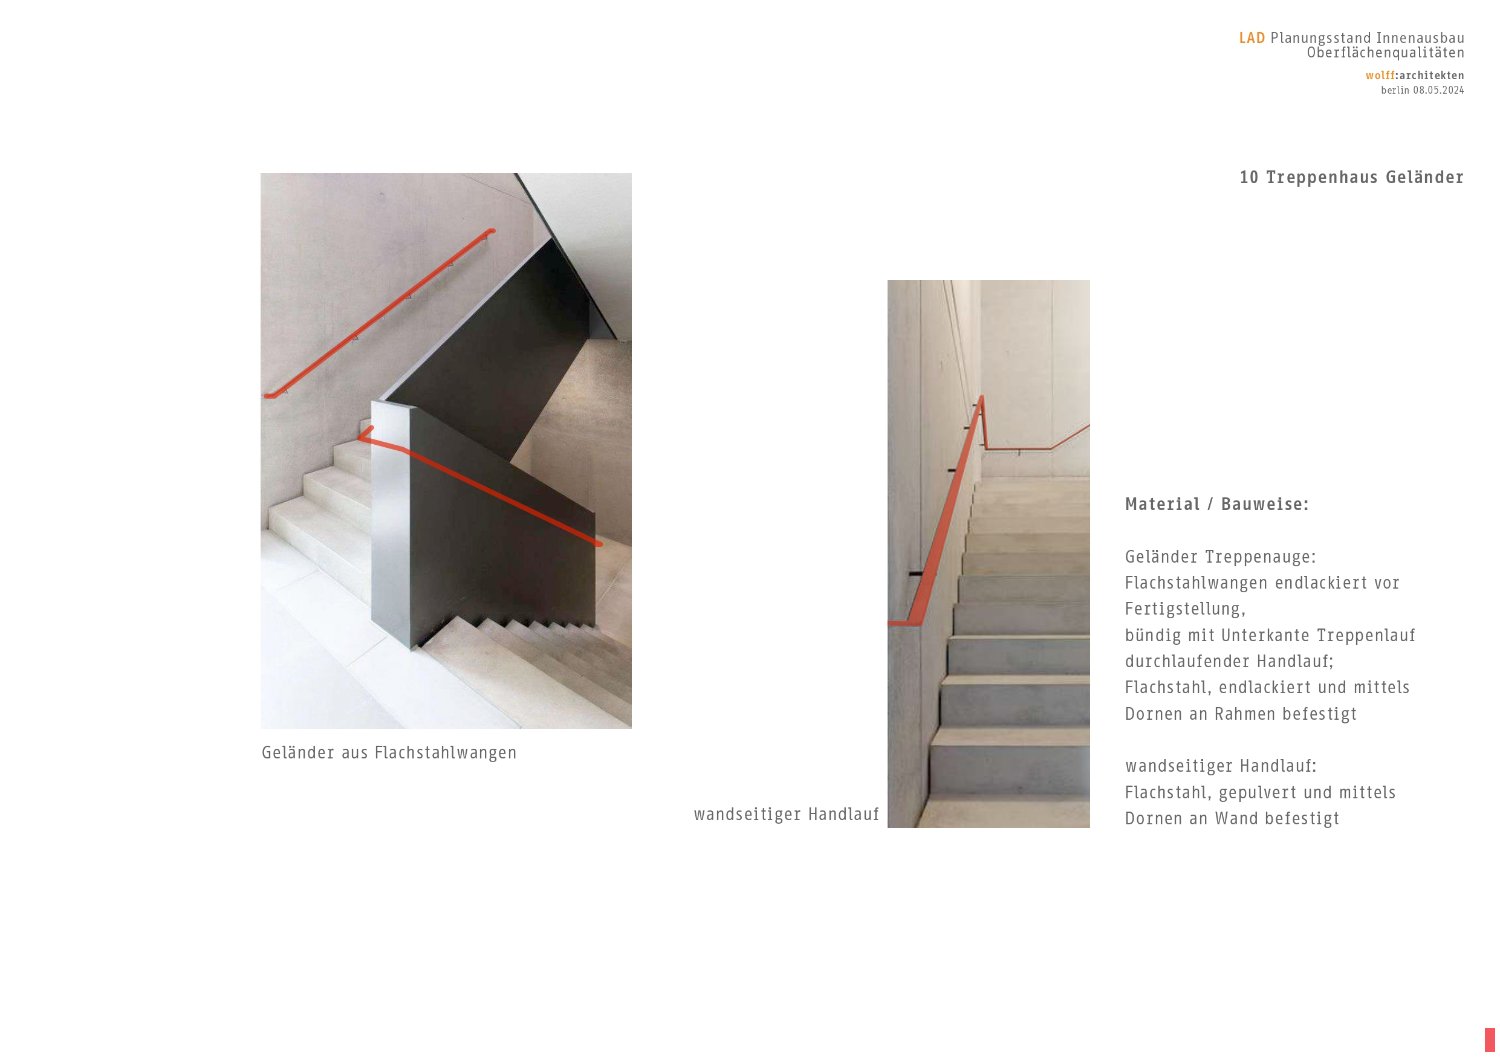 LAD Planungsstand Innenausbau
Oberflächenqualitäten
wolff:architekten
berlin 08.05.2024
10 Treppenhaus Geländer
Geländer aus Flachstahlwangen
wandseitiger Handlauf
Material / Bauweise:
Geländer Treppenauge:
Flachstahlwangen endlackiert vor
Fertigstellung,
bündig mit Unterkante Treppenlauf
durchlaufender Handlauf;
Flachstahl, endlackiert und mittels
Dornen an Rahmen befestigt
wandseitiger Handlauf:
Flachstahl, gepulvert und mittels
Dornen an Wand befestigt